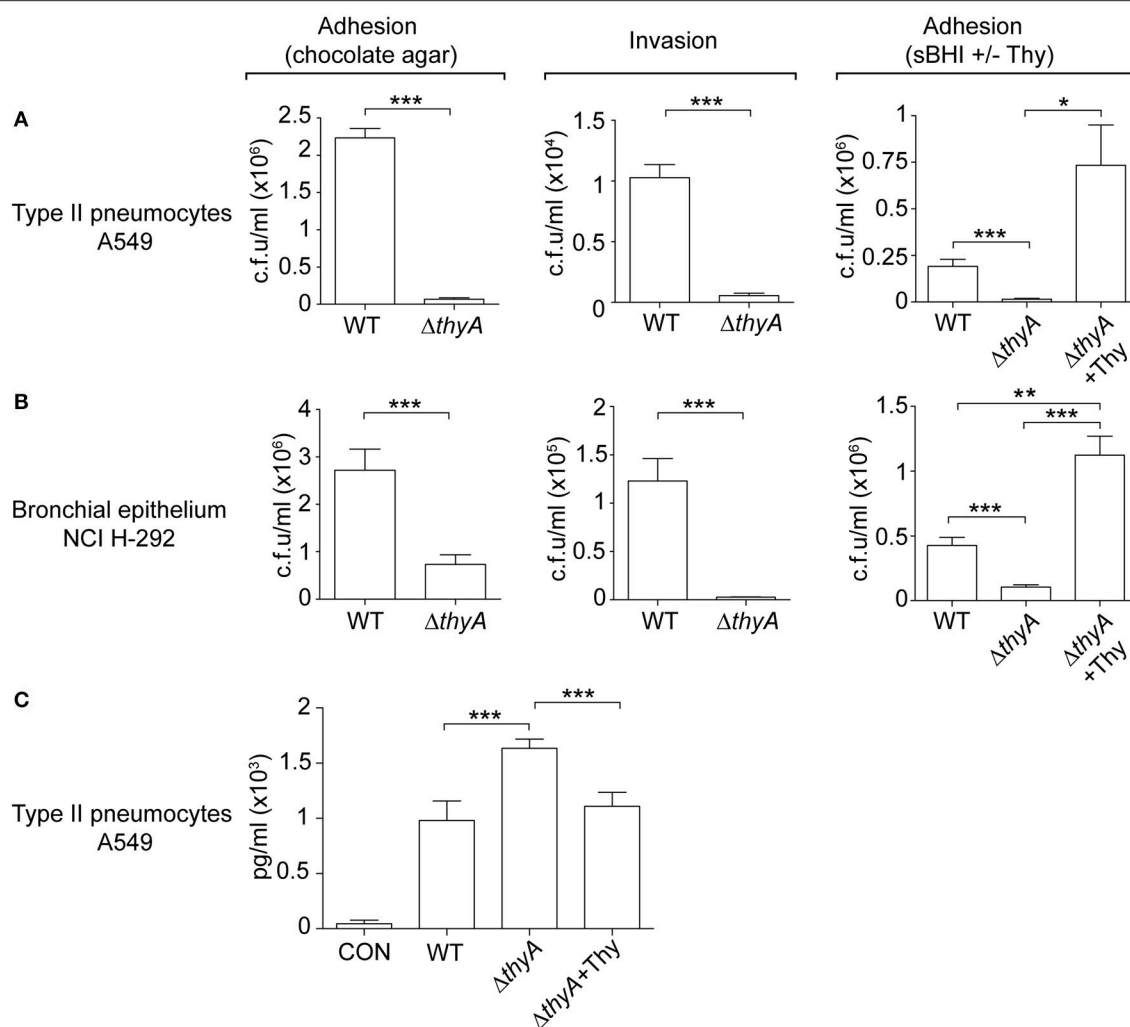 Adhesion
(chocolate agar)
Invasion
Adhesion
(sBHI +/- Thy)
A
Type II pneumocytes
A549
c.f.u/ml (x10⁶)
2.5
2
1.5
1
0.5
0
***
WT
ΔthyA
c.f.u/ml (x10⁴)
1.5
1
0.5
0
***
WT
ΔthyA
c.f.u/ml (x10⁶)
1
0.75
0.5
0.25
0
***
*
WT
ΔthyA
ΔthyA
+Thy
B
Bronchial epithelium
NCI H-292
c.f.u/ml (x10⁶)
4
3
2
1
0
***
WT
ΔthyA
c.f.u/ml (x10⁵)
2
1.5
1
0.5
0
***
WT
ΔthyA
c.f.u/ml (x10⁶)
1.5
1
0.5
0
**
***
***
WT
ΔthyA
ΔthyA
+Thy
C
Type II pneumocytes
A549
pg/ml (x10³)
2
1.5
1
0.5
0
***
***
CON
WT
ΔthyA
ΔthyA+Thy